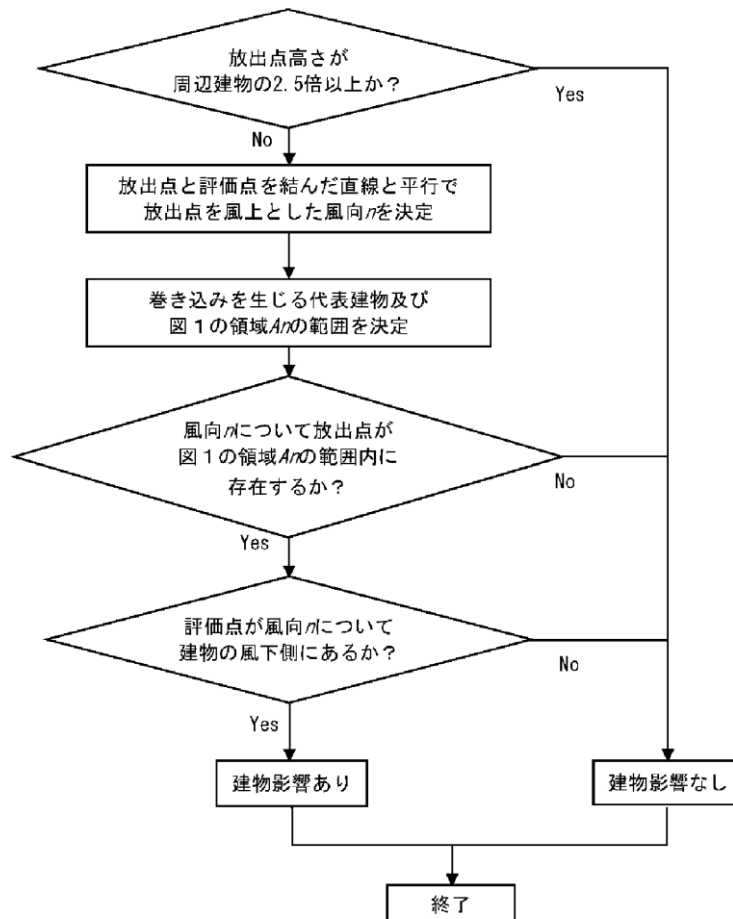 放出点高さが
周辺建物の2.5倍以上か？
Yes
No
放出点と評価点を結んだ直線と平行で
放出点を風上とした風向nを決定
巻き込みを生じる代表建物及び
図１の領域Anの範囲を決定
風向nについて放出点が
図１の領域Anの範囲内に
存在するか？
No
Yes
評価点が風向nについて
建物の風下側にあるか？
No
Yes
建物影響あり
建物影響なし
終了